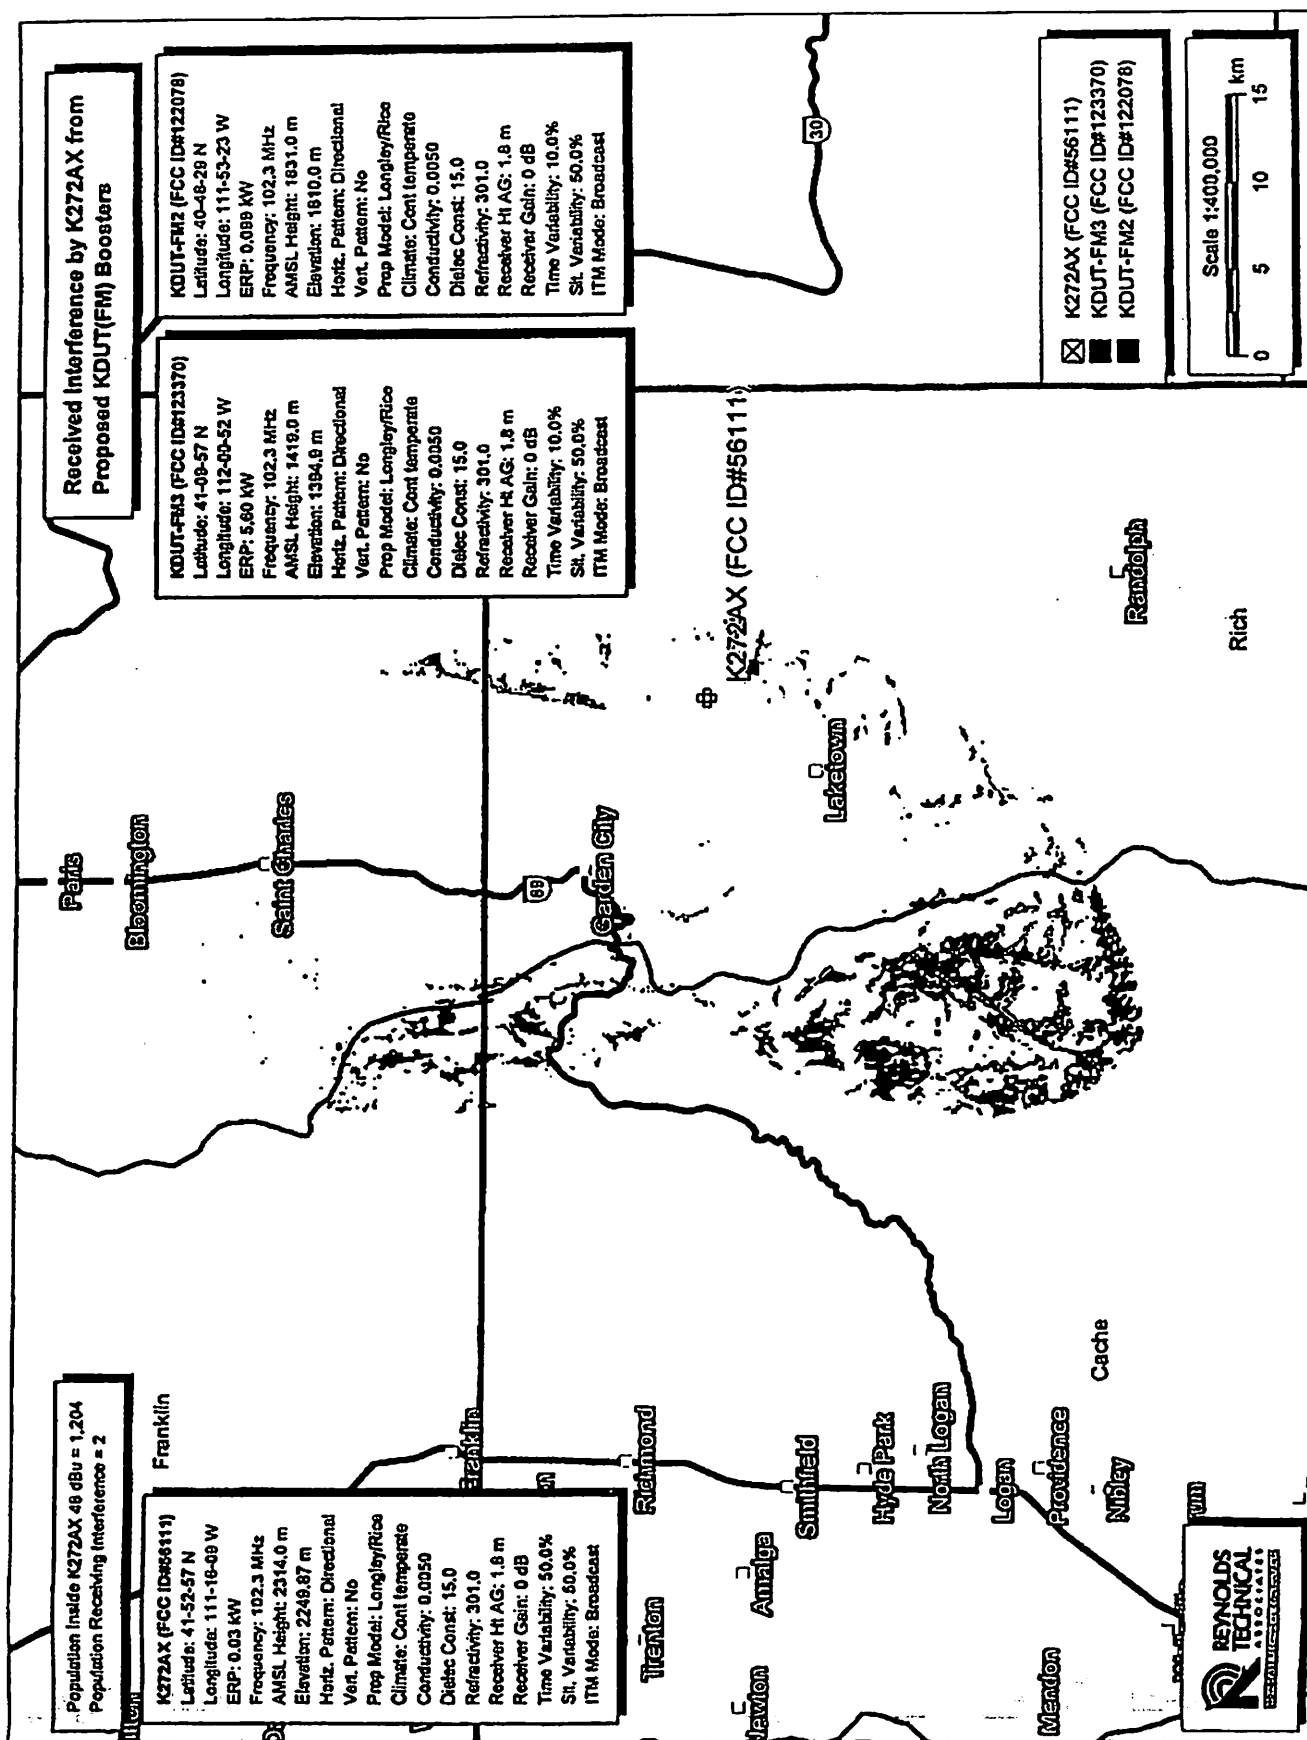 Received Interference by K272AX from
Proposed KDUT(FM) Boosters
Population Inside K272AX 48 dBu = 1,204
Population Receiving Interference = 2
K272AX (FCC ID#56111)
Latitude: 41-52-57 N
Longitude: 111-16-09 W
ERP: 0.03 kW
Frequency: 102.3 MHz
AMSL Height: 2314.0 m
Elevation: 2249.87 m
Horiz. Pattern: Directional
Vert. Pattern: No
Prop Model: Longley/Rice
Climate: Cont temperate
Conductivity: 0.0050
Dielec Const: 15.0
Refractivity: 301.0
Receiver Ht AG: 1.8 m
Receiver Gain: 0 dB
Time Variability: 50.0%
Sit. Variability: 50.0%
ITM Mode: Broadcast
KDUT-FM3 (FCC ID#123370)
Latitude: 41-09-57 N
Longitude: 112-00-52 W
ERP: 5.60 kW
Frequency: 102.3 MHz
AMSL Height: 1419.0 m
Elevation: 1394.9 m
Horiz. Pattern: Directional
Vert. Pattern: No
Prop Model: Longley/Rice
Climate: Cont temperate
Conductivity: 0.0050
Dielec Const: 15.0
Refractivity: 301.0
Receiver Ht AG: 1.8 m
Receiver Gain: 0 dB
Time Variability: 10.0%
Sit. Variability: 50.0%
ITM Mode: Broadcast
KDUT-FM2 (FCC ID#122078)
Latitude: 40-48-29 N
Longitude: 111-53-23 W
ERP: 0.099 kW
Frequency: 102.3 MHz
AMSL Height: 1831.0 m
Elevation: 1810.0 m
Horiz. Pattern: Directional
Vert. Pattern: No
Prop Model: Longley/Rice
Climate: Cont temperate
Conductivity: 0.0050
Dielec Const: 15.0
Refractivity: 301.0
Receiver Ht AG: 1.8 m
Receiver Gain: 0 dB
Time Variability: 10.0%
Sit. Variability: 50.0%
ITM Mode: Broadcast
Paris
Bloomington
Saint Charles
Franklin
Franklin
89
Garden City
30
Richmond
Trenton
K272AX (FCC ID#56111)
Amalga
Smithfield
Laketown
Hyde Park
North Logan
Logan
Providence
Nibley
Mendon
Cache
Randolph
Rich
K272AX (FCC ID#56111)
KDUT-FM3 (FCC ID#123370)
KDUT-FM2 (FCC ID#122078)
Scale 1:400,000
0 5 10 15 km
REYNOLDS
TECHNICAL
ASSOCIATES